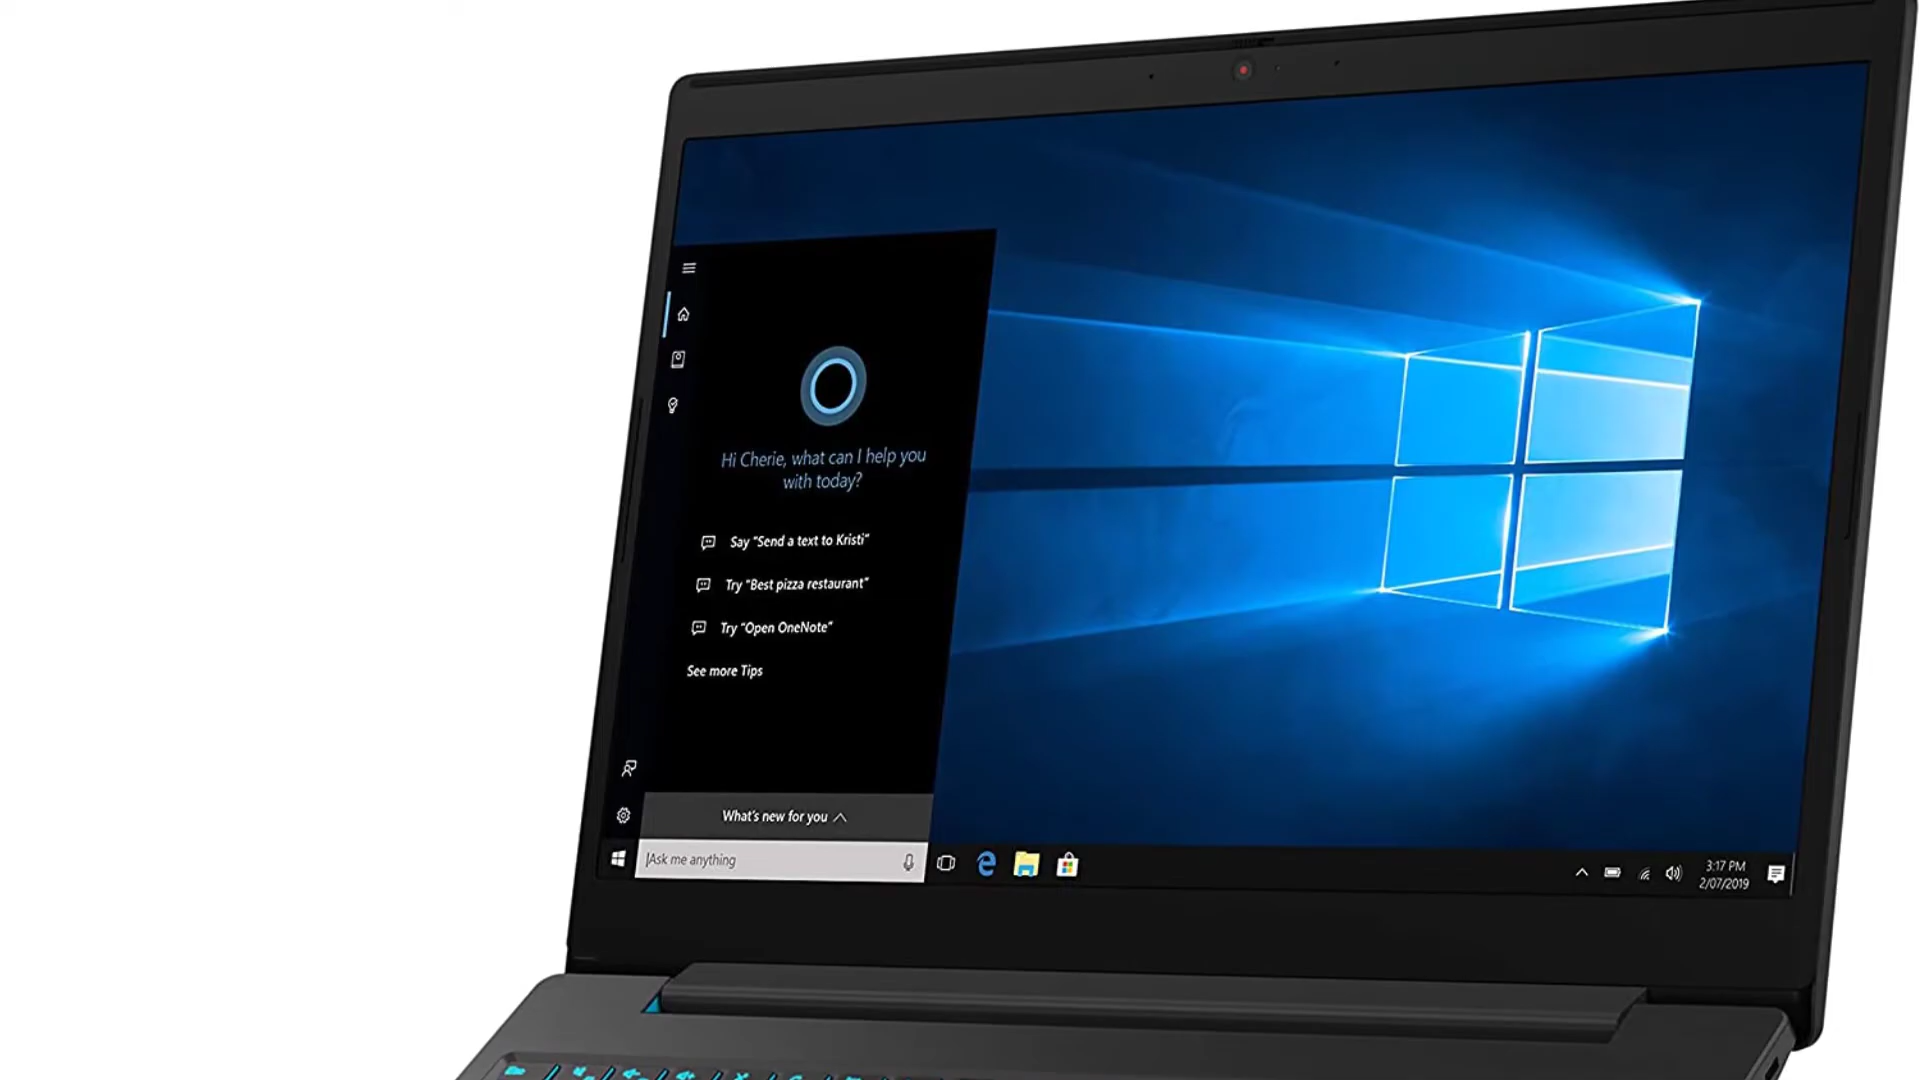 Hi Cherie, what can I help you
with today?
Say "Send a text to Kristi"
Try "Best pizza restaurant"
Try "Open OneNote"
See more Tips
What's new for you
Ask me anything
3:17 PM
2/07/2019